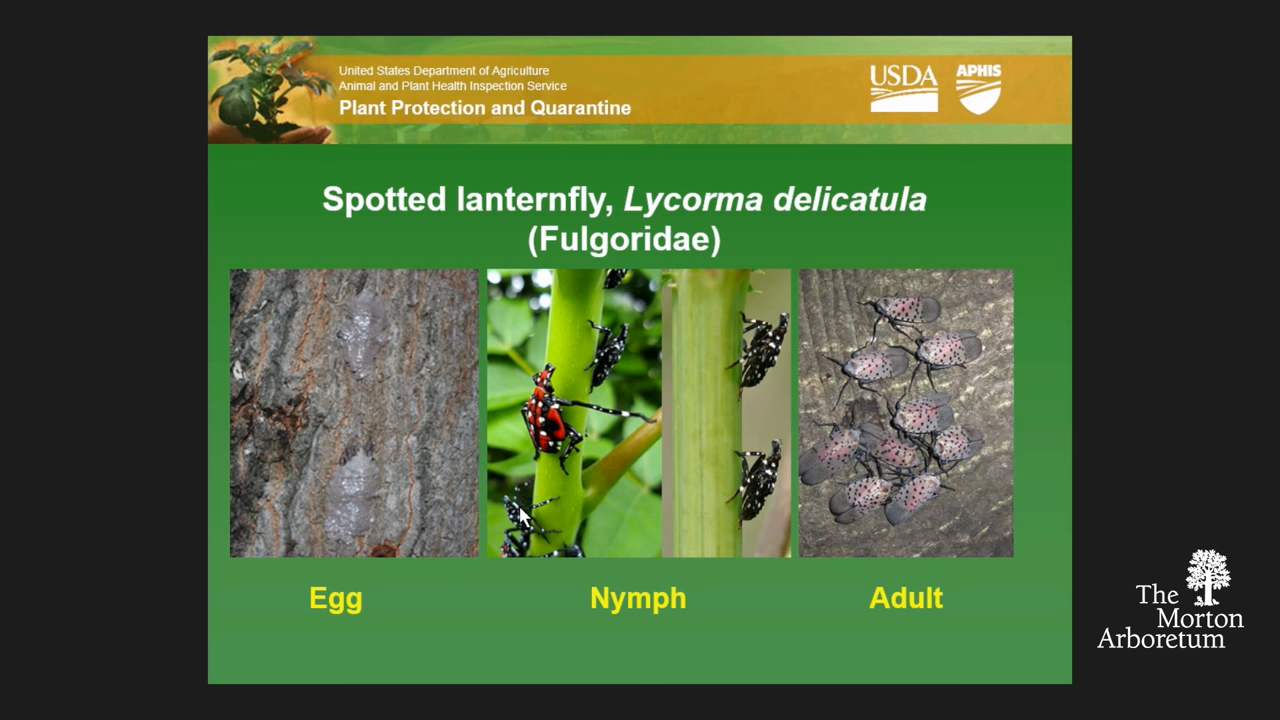 United States Department of Agriculture
Animal and Plant Health Inspection Service
Plant Protection and Quarantine
USDA
APHIS
Spotted lanternfly, Lycorma delicatula
(Fulgoridae)
Egg
Nymph
Adult
The
Morton
Arboretum